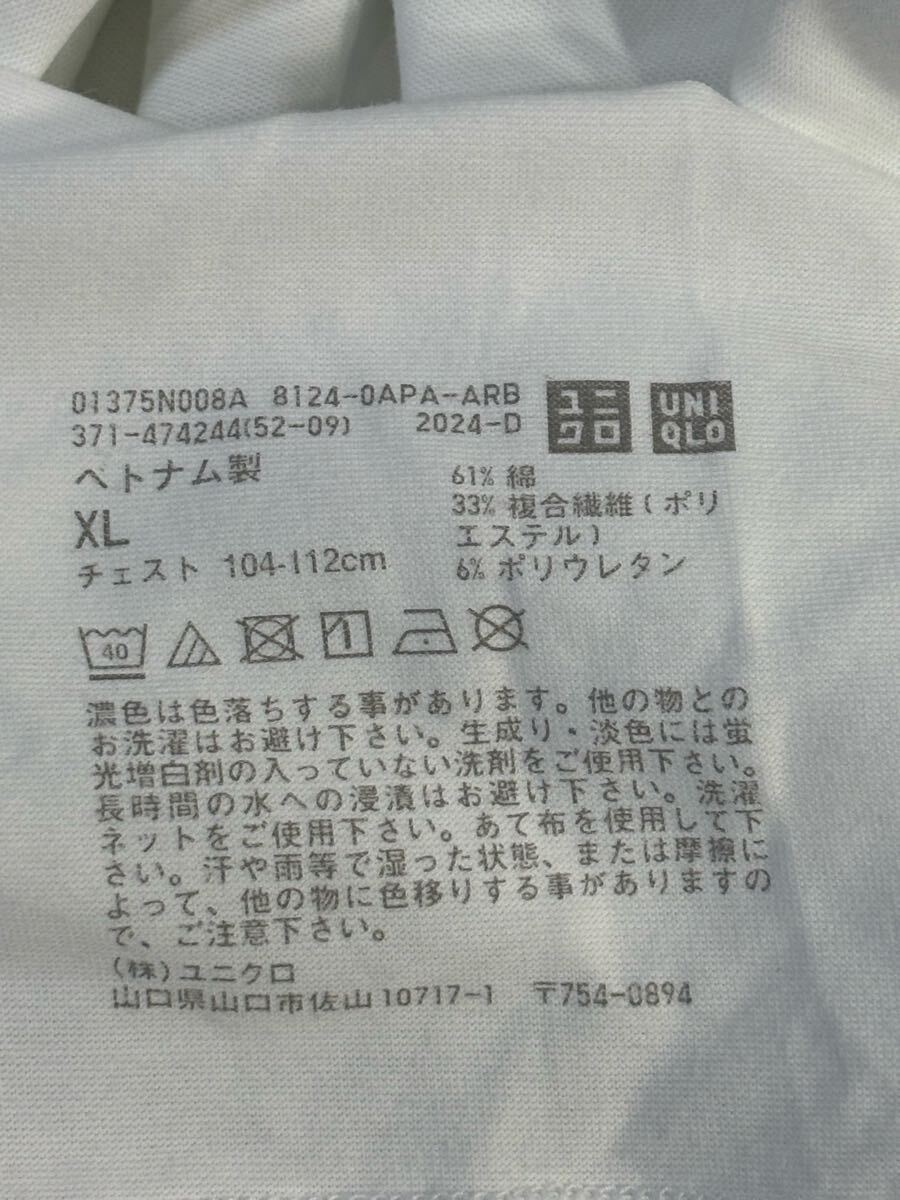 01375N008A 8124-0APA-ARB
371-474244(52-09) 2024-D
ユニクロ
UNIQLO
ベトナム製
XL
チェスト 104-112cm
61% 綿
33% 複合繊維(ポリ
エステル)
6% ポリウレタン
40
1
濃色は色落ちする事があります。他の物との
お洗濯はお避け下さい。生成り・淡色には蛍
光増白剤の入っていない洗剤をご使用下さい。
長時間の水への浸漬はお避け下さい。洗濯
ネットをご使用下さい。あて布を使用して下
さい。汗や雨等で湿った状態、または摩擦に
よって、他の物に色移りする事がありますの
で、ご注意下さい。
(株)ユニクロ
山口県山口市佐山10717-1 〒754-0894